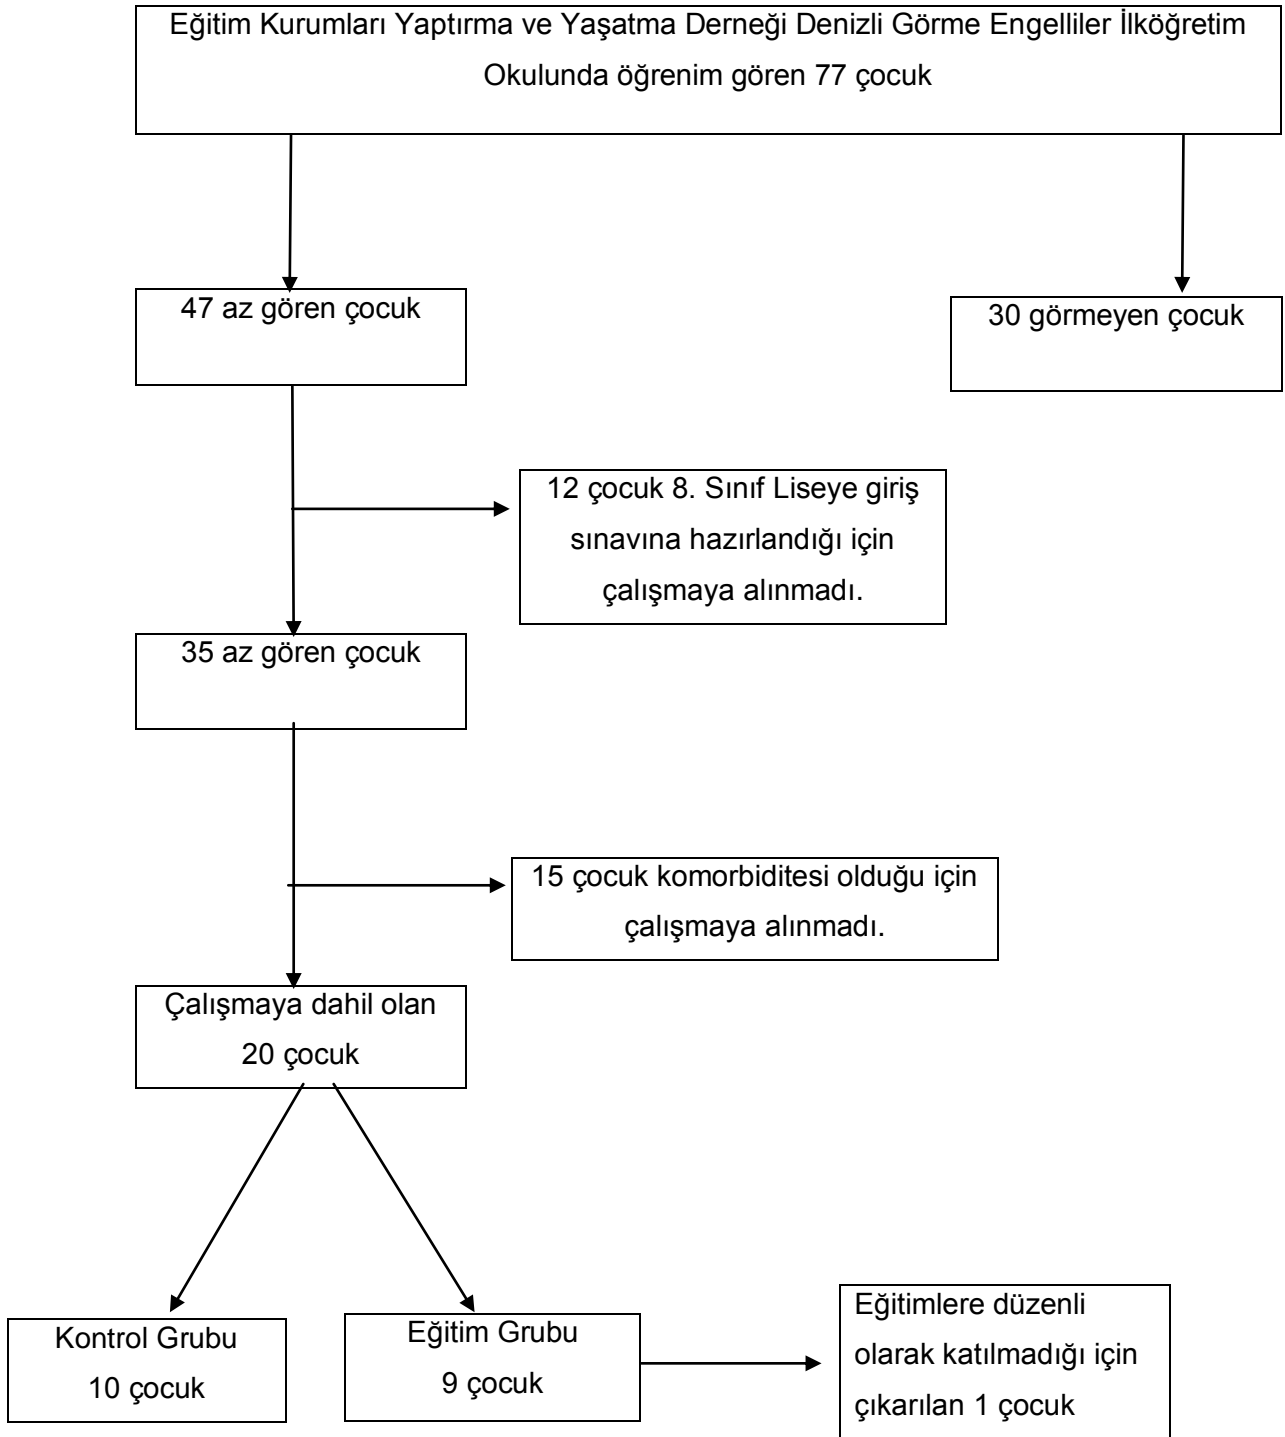 Eğitim Kurumları Yaptırma ve Yaşatma Derneği Denizli Görme Engelliler İlköğretim
Okulunda öğrenim gören 77 çocuk
47 az gören çocuk
30 görmeyen çocuk
12 çocuk 8. Sınıf Liseye giriş
sınavına hazırlandığı için
çalışmaya alınmadı.
35 az gören çocuk
15 çocuk komorbiditesi olduğu için
çalışmaya alınmadı.
Çalışmaya dahil olan
20 çocuk
Kontrol Grubu
10 çocuk
Eğitim Grubu
9 çocuk
Eğitimlere düzenli
olarak katılmadığı için
çıkarılan 1 çocuk